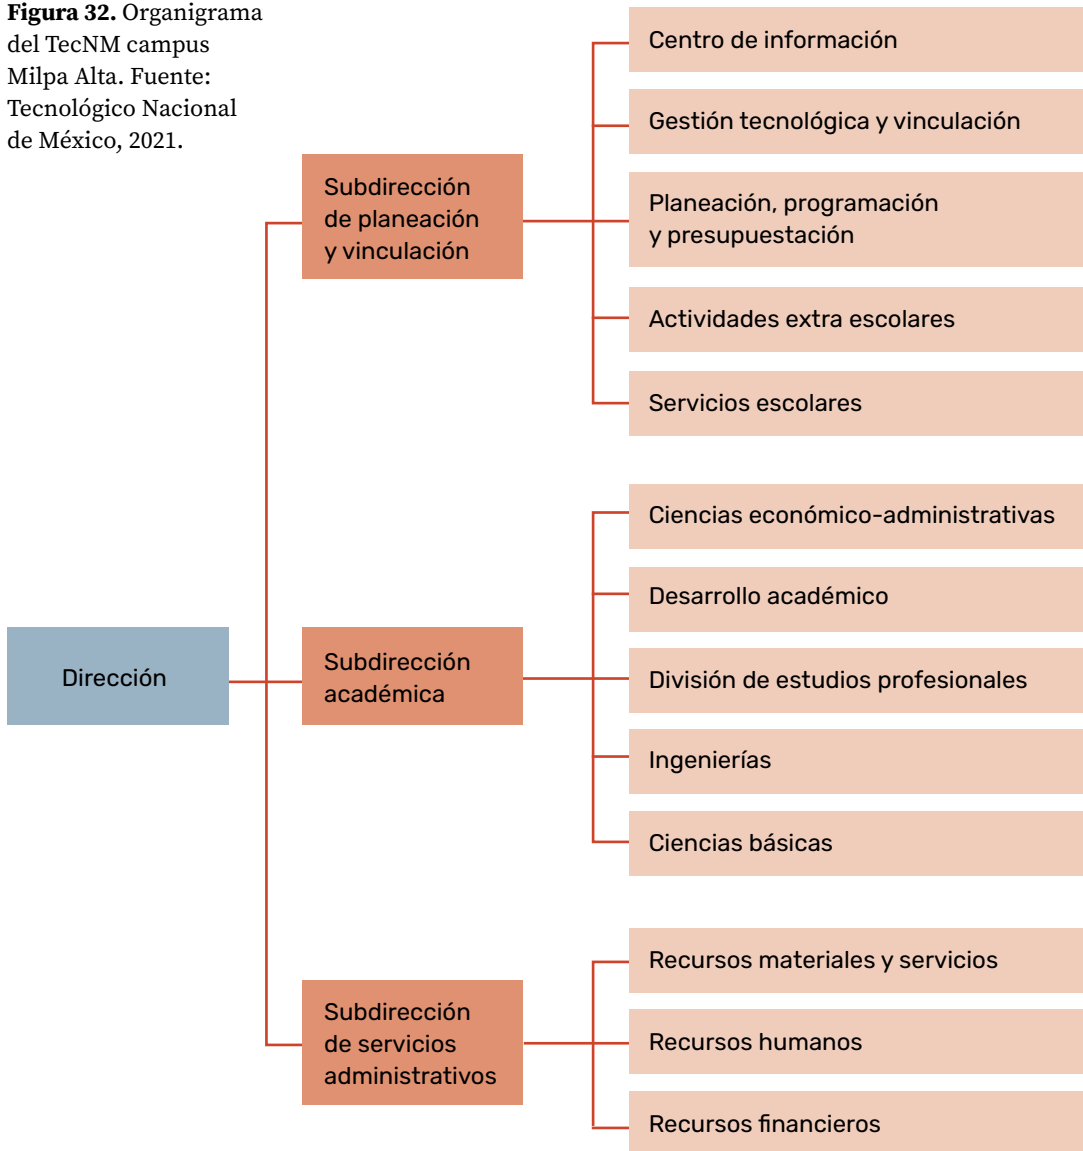 Figura 32. Organigrama
del TecNM campus
Milpa Alta. Fuente:
Tecnológico Nacional
de México, 2021.
Dirección
Subdirección
de planeación
y vinculación
Centro de información
Gestión tecnológica y vinculación
Planeación, programación
y presupuestación
Actividades extra escolares
Servicios escolares
Subdirección
académica
Ciencias económico-administrativas
Desarrollo académico
División de estudios profesionales
Ingenierías
Ciencias básicas
Subdirección
de servicios
administrativos
Recursos materiales y servicios
Recursos humanos
Recursos financieros